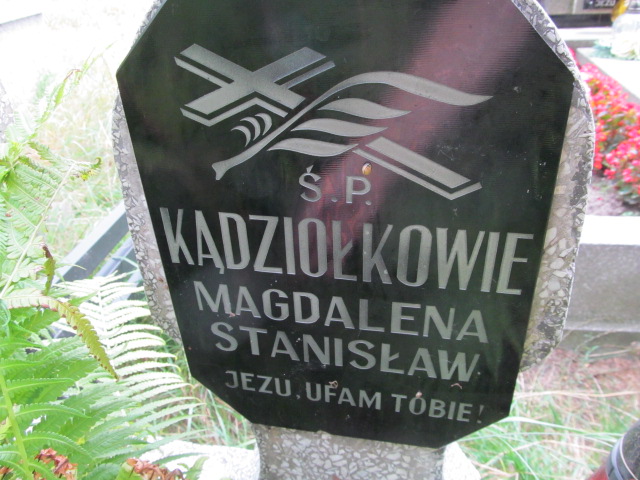 Ś.P.
KĄDZIOŁKOWIE
MAGDALENA
STANISŁAW
JEZU, UFAM TOBIE!